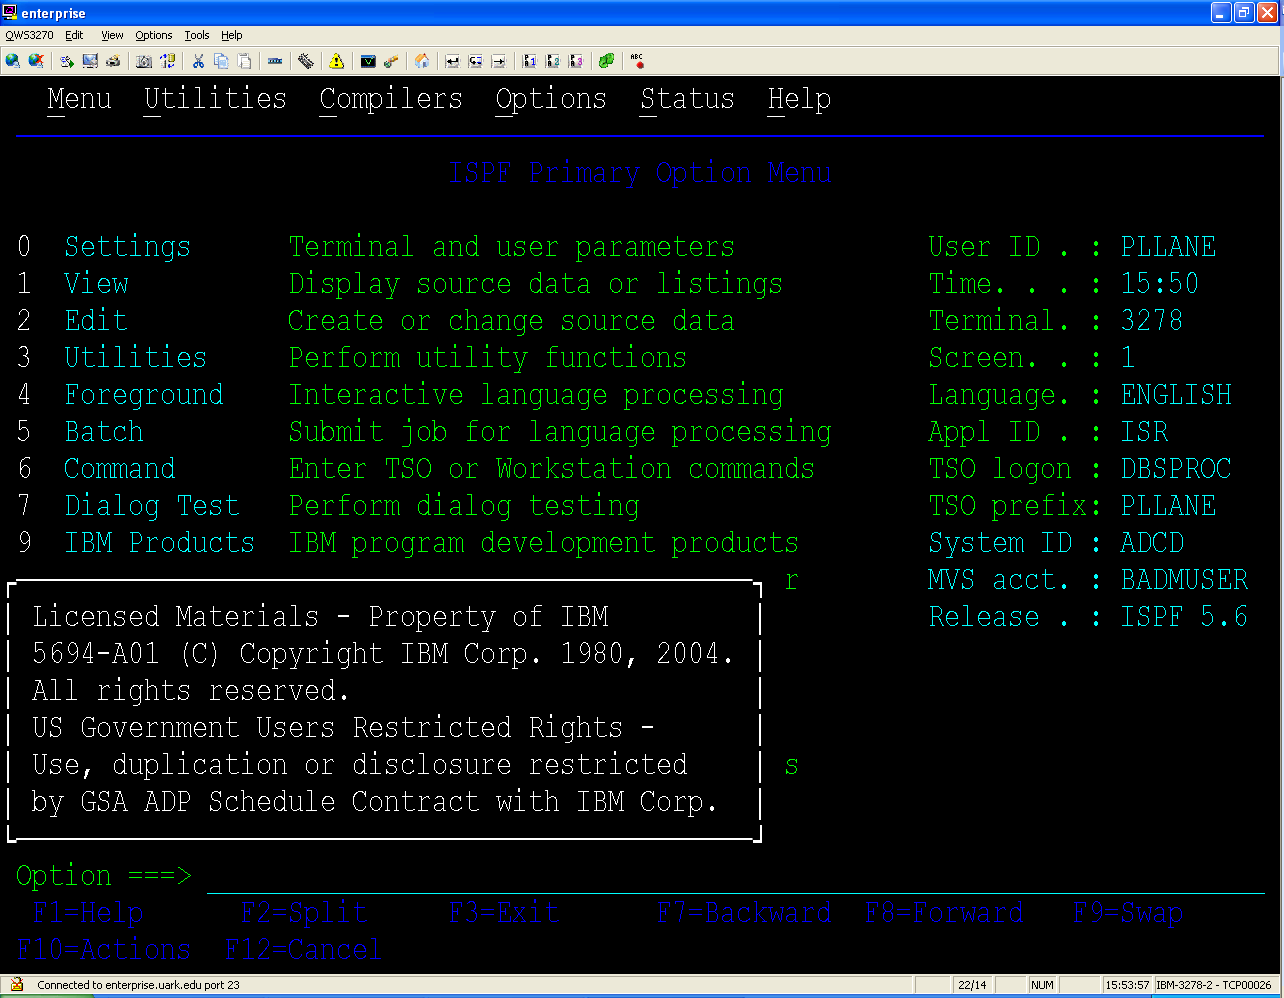 enterprise
QWS3270 Edit View Options Tools Help
ABC
Menu Utilities Compilers Options Status Help
ISPF Primary Option Menu
0 Settings Terminal and user parameters User ID . : PLLANE
1 View Display source data or listings Time. . . : 15:50
2 Edit Create or change source data Terminal. : 3278
3 Utilities Perform utility functions Screen. . : 1
4 Foreground Interactive language processing Language. : ENGLISH
5 Batch Submit job for language processing Appl ID . : ISR
6 Command Enter TSO or Workstation commands TSO logon : DBSPROC
7 Dialog Test Perform dialog testing TSO prefix: PLLANE
9 IBM Products IBM program development products System ID : ADCD
r MVS acct. : BADMUSER
Licensed Materials - Property of IBM Release . : ISPF 5.6
5694-A01 (C) Copyright IBM Corp. 1980, 2004.
All rights reserved.
US Government Users Restricted Rights -
Use, duplication or disclosure restricted s
by GSA ADP Schedule Contract with IBM Corp.
Option ===>
F1=Help F2=Split F3=Exit F7=Backward F8=Forward F9=Swap
F10=Actions F12=Cancel
Connected to enterprise.uark.edu port 23 22/14 NUM 15:53:57 IBM-3278-2 - TCP00026